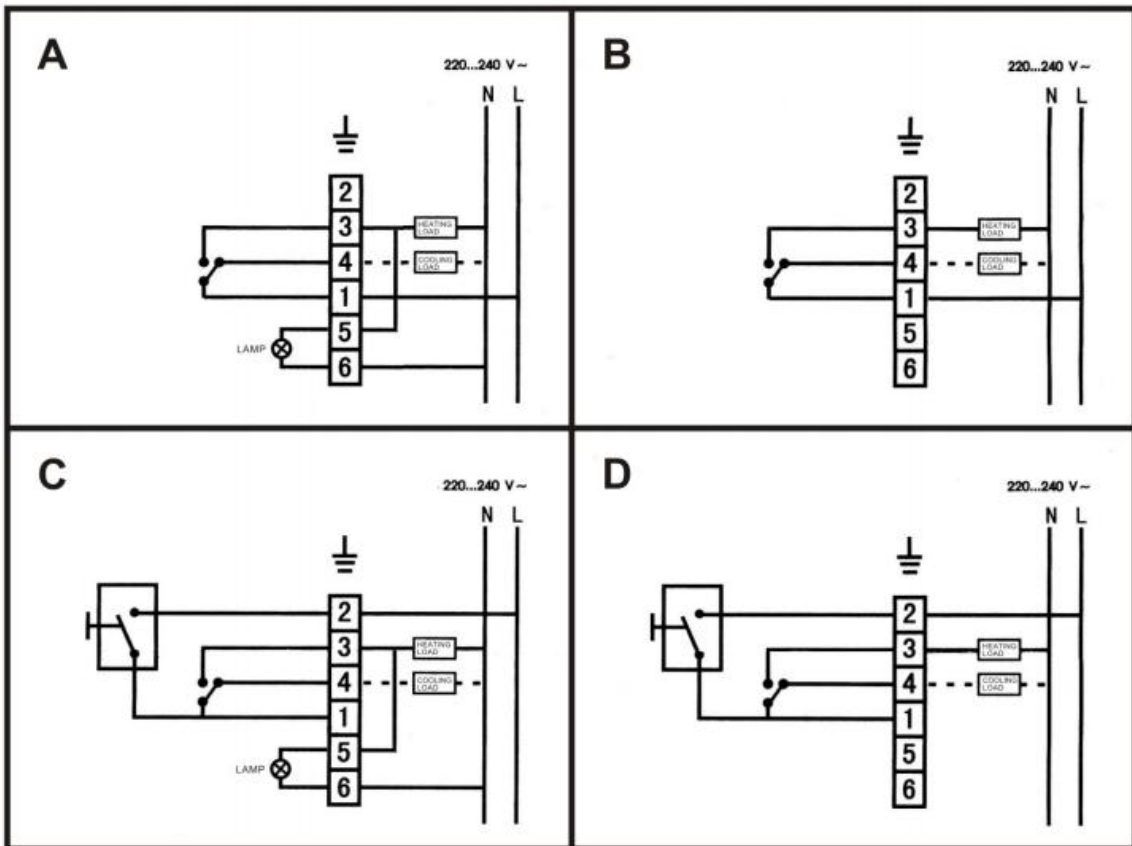 A
220...240 V~
N L
2
3
HEATING
LOAD
4
COOLING
LOAD
1
5
LAMP
6
B
220...240 V~
N L
2
3
HEATING
LOAD
4
COOLING
LOAD
1
5
6
C
220...240 V~
N L
2
3
HEATING
LOAD
4
COOLING
LOAD
1
5
LAMP
6
D
220...240 V~
N L
2
3
HEATING
LOAD
4
COOLING
LOAD
1
5
6